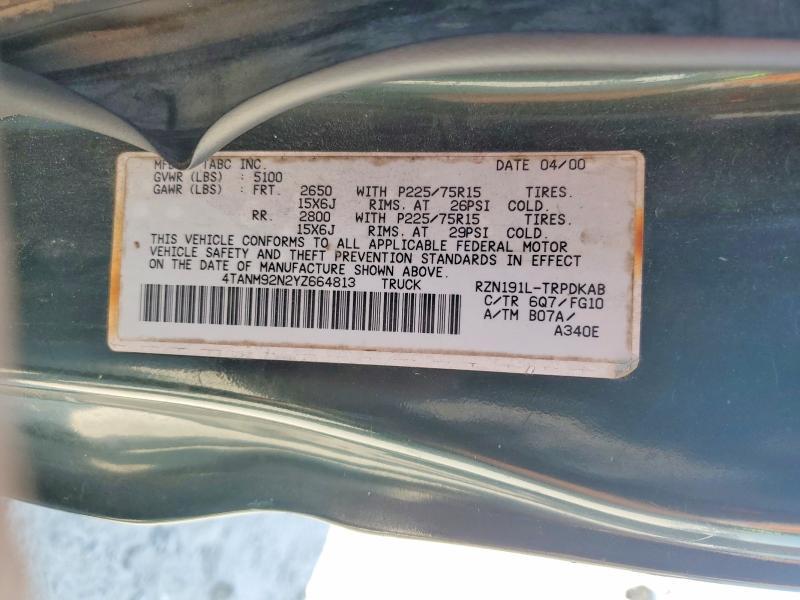 TABC INC. DATE 04/00
GVWR (LBS) : 5100
GAWR (LBS) : FRT. 2650 WITH P225/75R15 TIRES.
15X6J RIMS. AT 26PSI COLD.
RR. 2800 WITH P225/75R15 TIRES.
15X6J RIMS. AT 29PSI COLD.
THIS VEHICLE CONFORMS TO ALL APPLICABLE FEDERAL MOTOR
VEHICLE SAFETY AND THEFT PREVENTION STANDARDS IN EFFECT
ON THE DATE OF MANUFACTURE SHOWN ABOVE.
4TANM92N2YZ664813 TRUCK RZN191L-TRPDKAB
C/TR 6Q7/FG10
A/TM B07A/
A340E